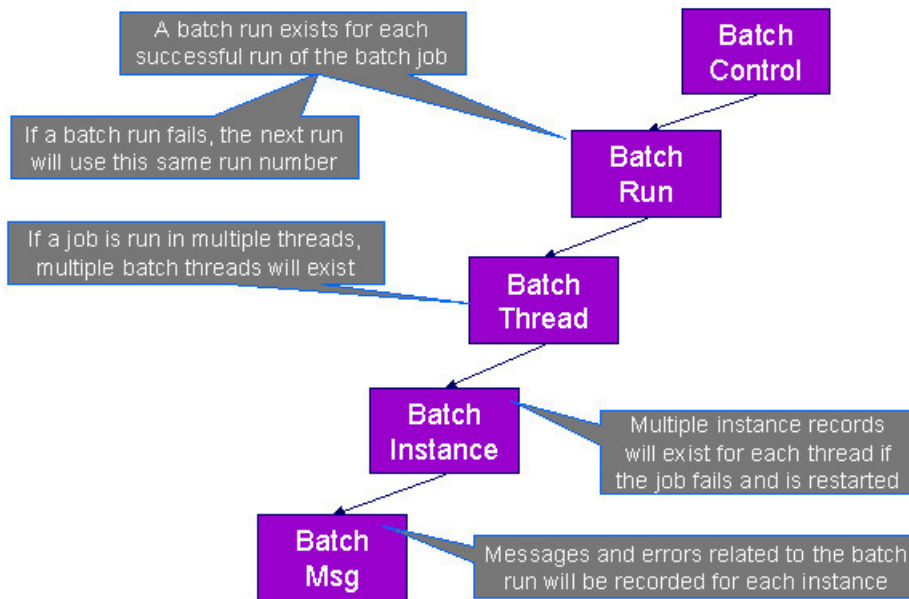 A batch run exists for each
successful run of the batch job
Batch
Control
If a batch run fails, the next run
will use this same run number
Batch
Run
If a job is run in multiple threads,
multiple batch threads will exist
Batch
Thread
Batch
Instance
Multiple instance records
will exist for each thread if
the job fails and is restarted
Batch
Msg
Messages and errors related to the batch
run will be recorded for each instance